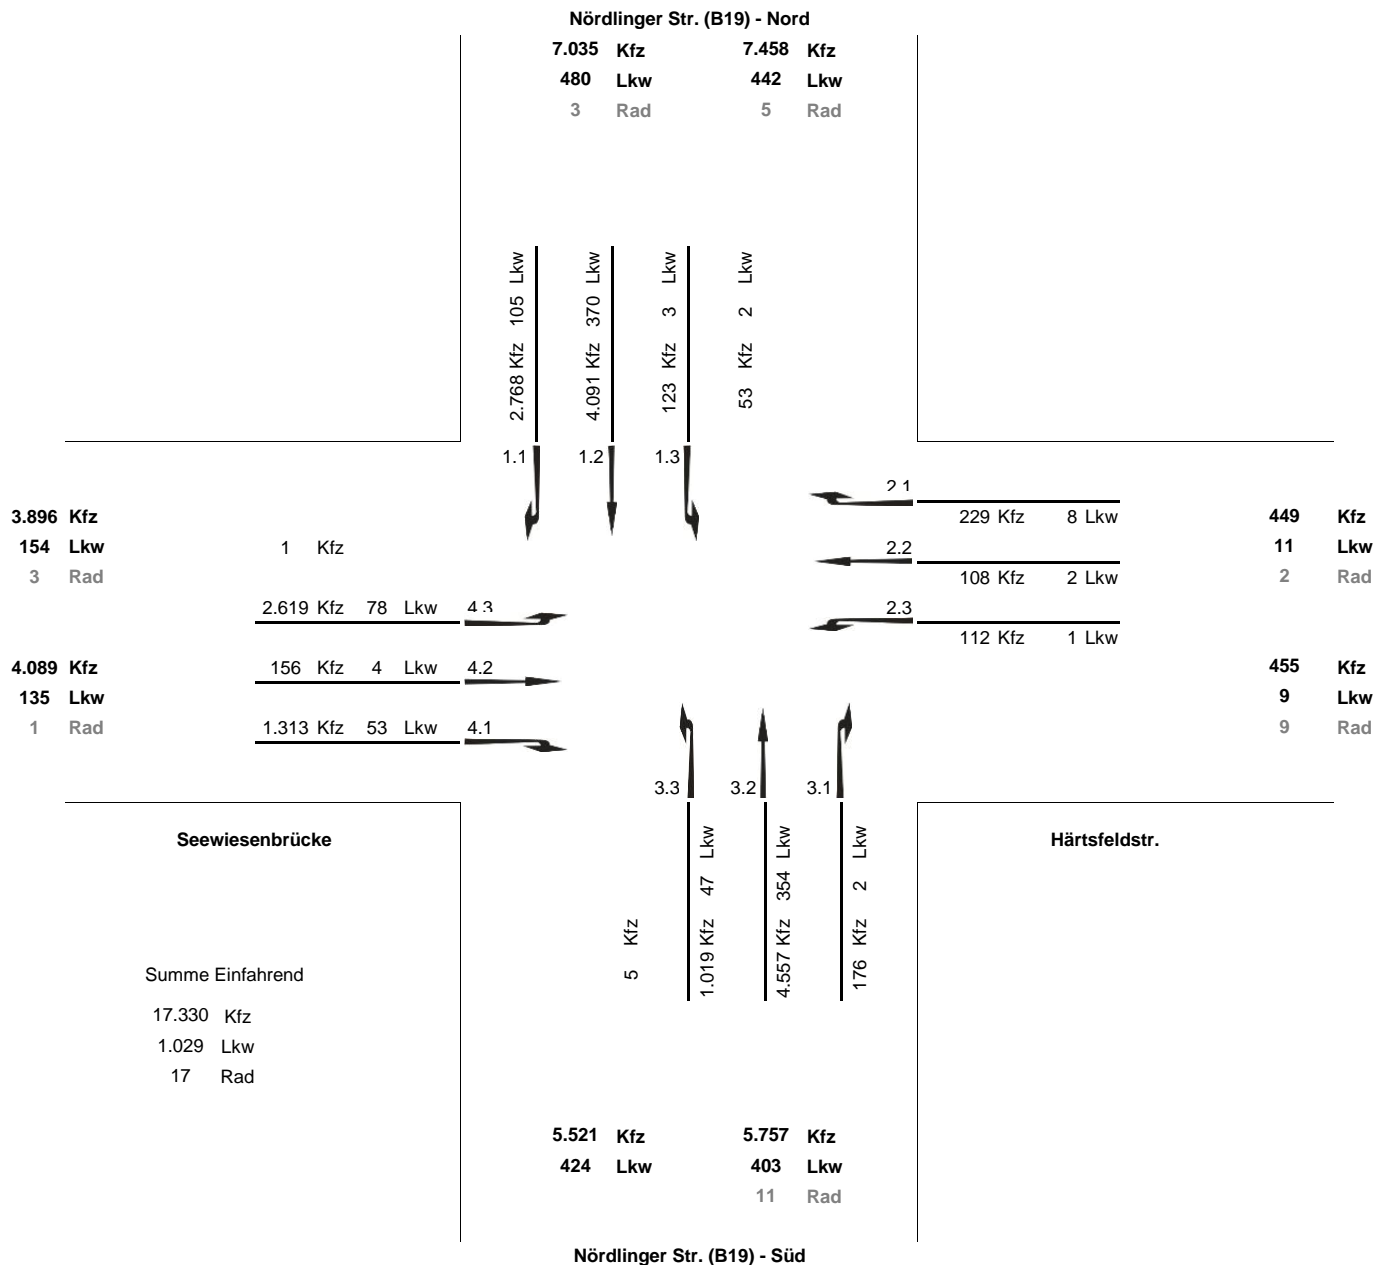 Nördlinger Str. (B19) - Nord
7.035 Kfz 7.458 Kfz
480 Lkw 442 Lkw
3 Rad 5 Rad
2.768 Kfz 105 Lkw
4.091 Kfz 370 Lkw
123 Kfz 3 Lkw
53 Kfz 2 Lkw
1.1 1.2 1.3
2.1
229 Kfz 8 Lkw
2.2
108 Kfz 2 Lkw
2.3
112 Kfz 1 Lkw
449 Kfz
11 Lkw
2 Rad
455 Kfz
9 Lkw
9 Rad
3.896 Kfz
154 Lkw
3 Rad
1 Kfz
2.619 Kfz 78 Lkw 4.3
156 Kfz 4 Lkw 4.2
1.313 Kfz 53 Lkw 4.1
4.089 Kfz
135 Lkw
1 Rad
3.3 3.2 3.1
5 Kfz
1.019 Kfz 47 Lkw
4.557 Kfz 354 Lkw
176 Kfz 2 Lkw
Seewiesenbrücke
Härtsfeldstr.
Summe Einfahrend
17.330 Kfz
1.029 Lkw
17 Rad
5.521 Kfz 5.757 Kfz
424 Lkw 403 Lkw
11 Rad
Nördlinger Str. (B19) - Süd